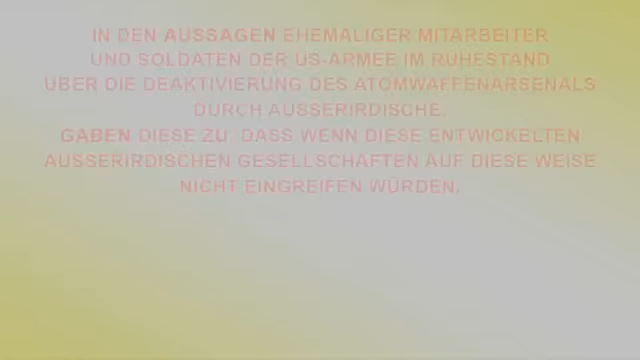 IN DEN AUSSAGEN EHEMALIGER MITARBEITER
UND SOLDATEN DER US-ARMEE IM RUHESTAND
ÜBER DIE DEAKTIVIERUNG DES ATOMWAFFENARSENALS
DURCH AUSSERIRDISCHE,
GABEN DIESE ZU, DASS WENN DIESE ENTWICKELTEN
AUSSERIRDISCHEN GESELLSCHAFTEN AUF DIESE WEISE
NICHT EINGREIFEN WÜRDEN,